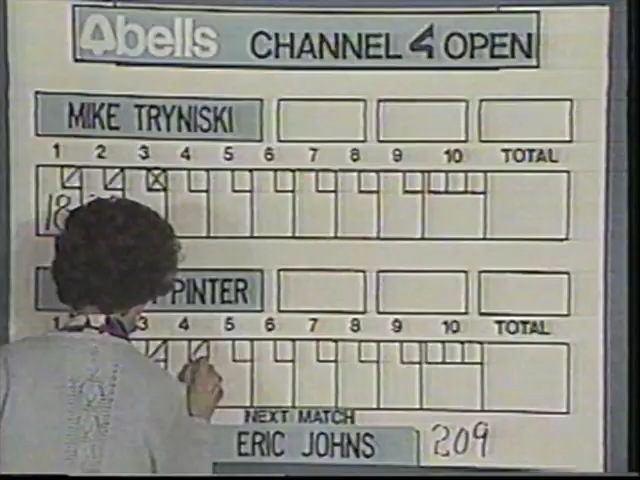 4bells CHANNEL 4 OPEN
MIKE TRYNISKI
1 2 3 4 5 6 7 8 9 10 TOTAL
18
PINTER
1 3 4 5 6 7 8 9 10 TOTAL
NEXT MATCH
ERIC JOHNS 209